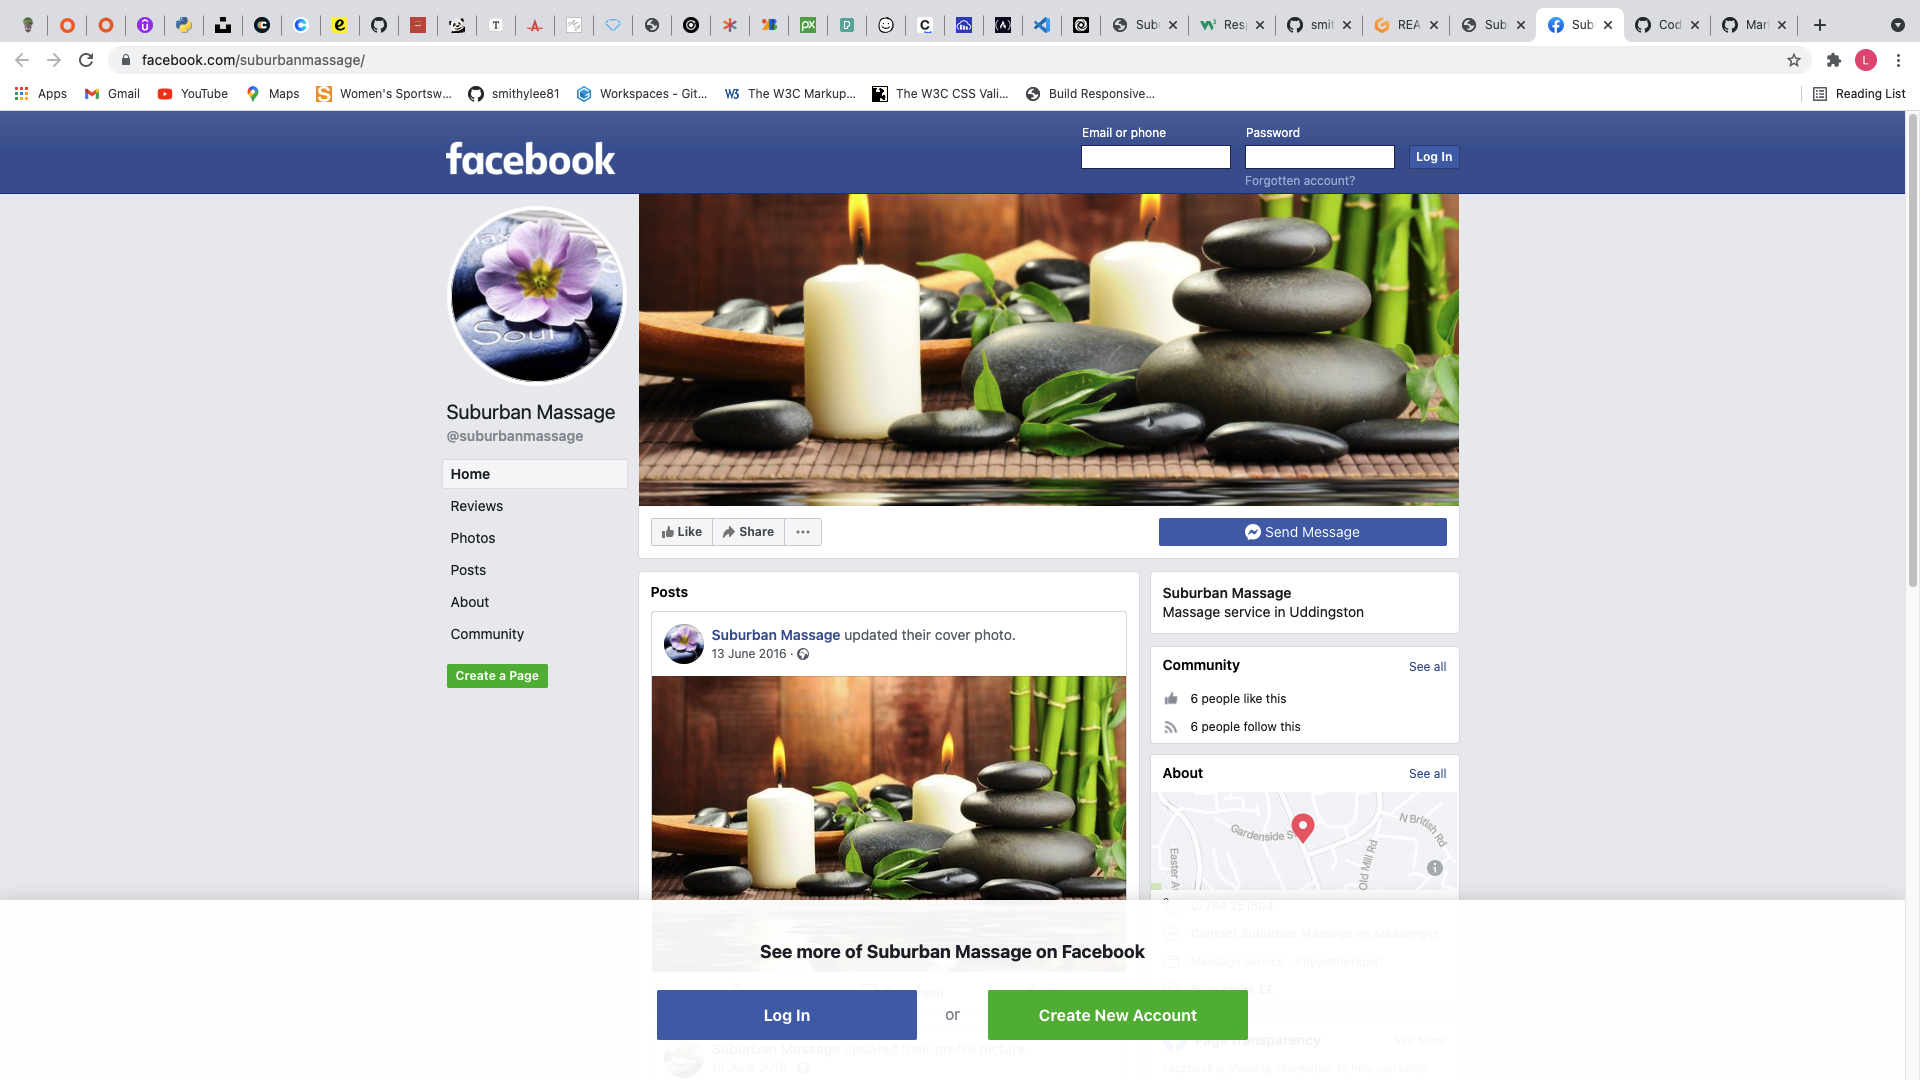 Sub
Res
smit
REA
Sub
Sub
Cod
Mar
facebook.com/suburbanmassage/
L
Apps
Gmail
YouTube
Maps
Women's Sportsw...
smithylee81
Workspaces - Git...
The W3C Markup...
The W3C CSS Vali...
Build Responsive...
Reading List
facebook
Email or phone
Password
Log In
Forgotten account?
Soul
Suburban Massage
@suburbanmassage
Home
Reviews
Photos
Posts
About
Community
Create a Page
Like
Share
Send Message
Posts
Suburban Massage updated their cover photo.
13 June 2016 ·
Suburban Massage
Massage service in Uddingston
Community
See all
6 people like this
6 people follow this
About
See all
Gardenside S
N British Rd
Old Mill Rd
Easter A
07794 251804
Contact Suburban Massage on Messenger
Massage service · Physiotherapist
££
See more of Suburban Massage on Facebook
Log In
or
Create New Account
Suburban Massage updated their profile picture
13 June 2016
Page transparency
See More
Facebook is showing information to help you better